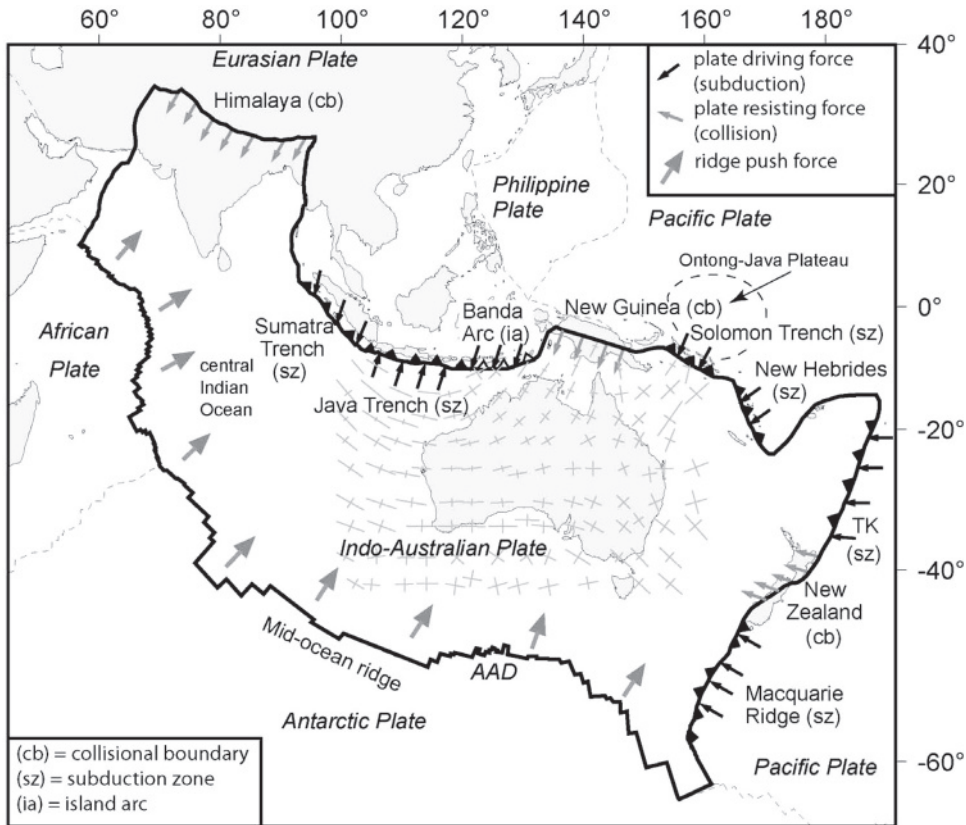 60° 80° 100° 120° 140° 160° 180°
40°
20°
0°
-20°
-40°
-60°
plate driving force
(subduction)
plate resisting force
(collision)
ridge push force
Eurasian Plate
Himalaya (cb)
Philippine
Plate
Pacific Plate
Ontong-Java Plateau
African
Plate
Sumatra
Trench
(sz)
Banda
Arc (ia)
New Guinea (cb)
Solomon Trench (sz)
central
Indian
Ocean
Java Trench (sz)
New Hebrides
(sz)
Indo-Australian Plate
TK
(sz)
New
Zealand
(cb)
Mid-ocean ridge
AAD
Macquarie
Ridge (sz)
Antarctic Plate
Pacific Plate
(cb) = collisional boundary
(sz) = subduction zone
(ia) = island arc